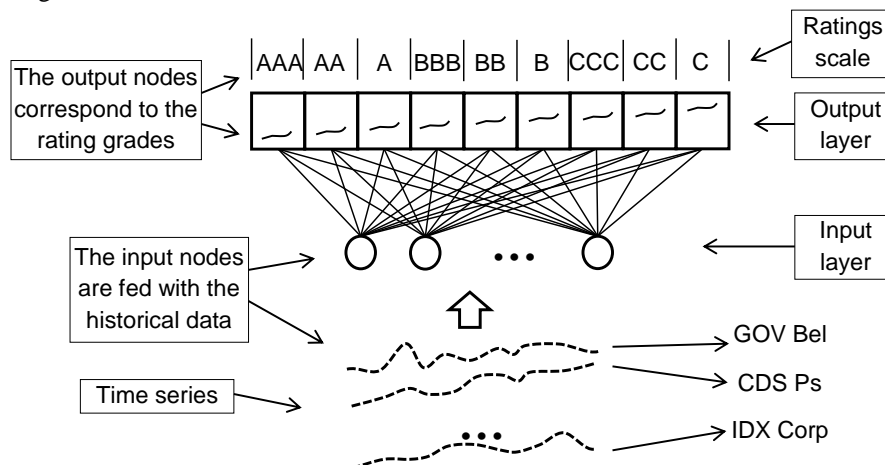 Ratings
scale
AAA AA A BBB BB B CCC CC C
The output nodes
correspond to the
rating grades
Output
layer
The input nodes
are fed with the
historical data
Input
layer
GOV Bel
CDS Ps
Time series
IDX Corp